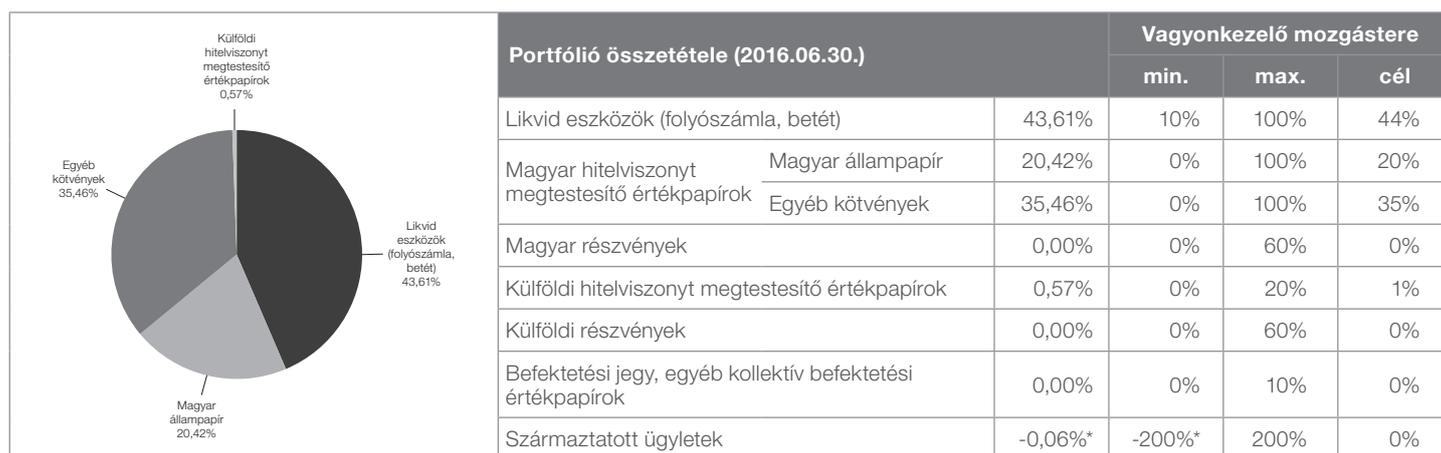 Külföldi
hitelviszonyt
megtestesítő
értékpapírok
0,57%
Egyéb
kötvények
35,46%
Likvid
eszközök
(folyószámla,
betét)
43,61%
Magyar
állampapír
20,42%
Portfólió összetétele (2016.06.30.) Vagyonkezelő mozgástere
min. max. cél
Likvid eszközök (folyószámla, betét) 43,61% 10% 100% 44%
Magyar hitelviszonyt
megtestesítő értékpapírok
Magyar állampapír 20,42% 0% 100% 20%
Egyéb kötvények 35,46% 0% 100% 35%
Magyar részvények 0,00% 0% 60% 0%
Külföldi hitelviszonyt megtestesítő értékpapírok 0,57% 0% 20% 1%
Külföldi részvények 0,00% 0% 60% 0%
Befektetési jegy, egyéb kollektív befektetési
értékpapírok 0,00% 0% 10% 0%
Származtatott ügyletek -0,06%* -200%* 200% 0%